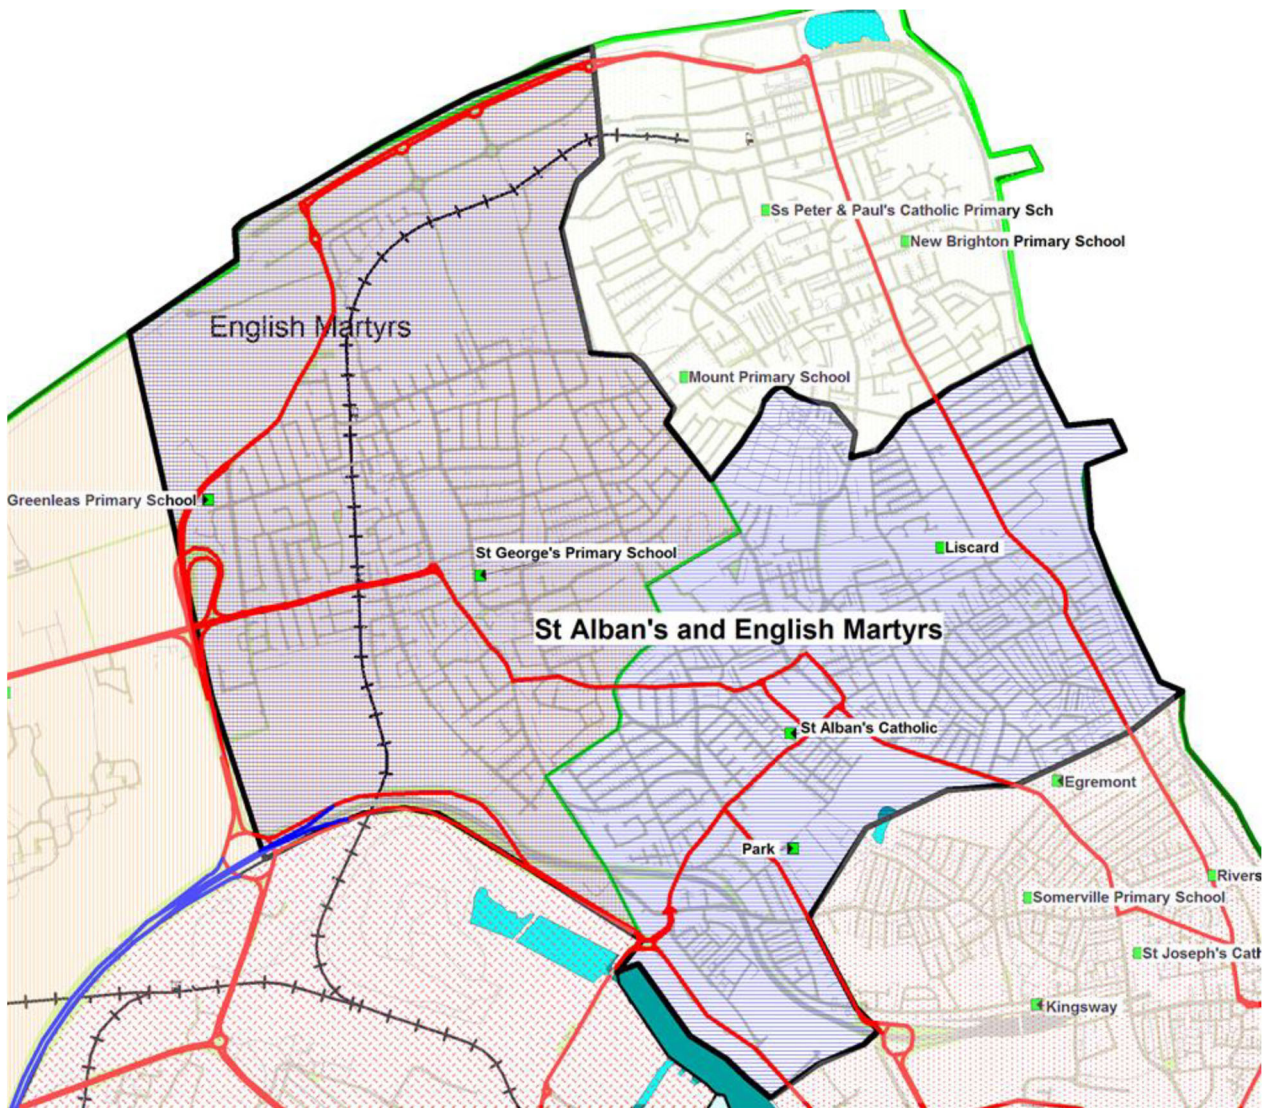 Ss Peter & Paul's Catholic Primary Sch
New Brighton Primary School
English Martyrs
Mount Primary School
Greenleas Primary School
Liscard
St George's Primary School
St Alban's and English Martyrs
St Alban's Catholic
Egremont
Park
Rivers
Somerville Primary School
St Joseph's Cath
Kingsway